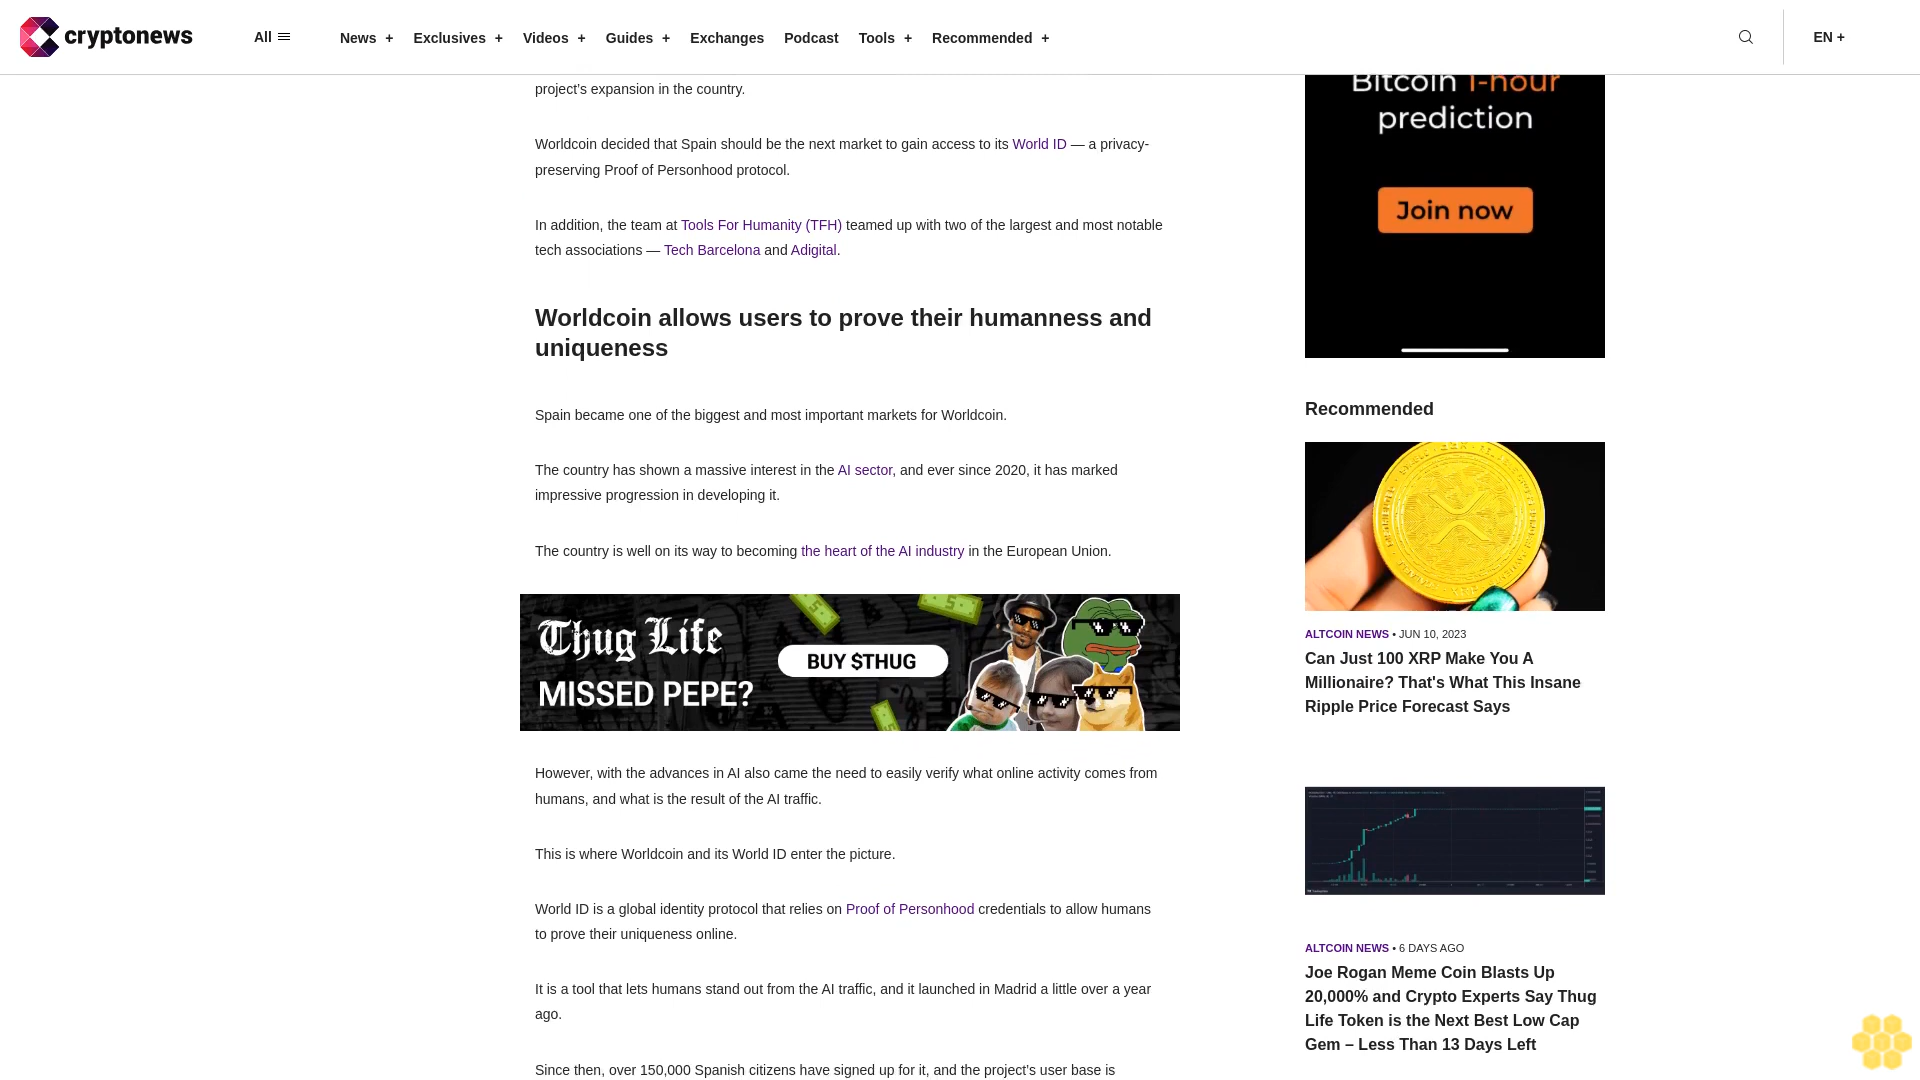 cryptonews
All
News +
Exclusives +
Videos +
Guides +
Exchanges
Podcast
Tools +
Recommended +
EN +
project's expansion in the country.
Worldcoin decided that Spain should be the next market to gain access to its World ID — a privacy-
preserving Proof of Personhood protocol.
In addition, the team at Tools For Humanity (TFH) teamed up with two of the largest and most notable
tech associations — Tech Barcelona and Adigital.
Worldcoin allows users to prove their humanness and
uniqueness
Spain became one of the biggest and most important markets for Worldcoin.
The country has shown a massive interest in the AI sector, and ever since 2020, it has marked
impressive progression in developing it.
The country is well on its way to becoming the heart of the AI industry in the European Union.
Thug Life
MISSED PEPE?
BUY $THUG
However, with the advances in AI also came the need to easily verify what online activity comes from
humans, and what is the result of the AI traffic.
This is where Worldcoin and its World ID enter the picture.
World ID is a global identity protocol that relies on Proof of Personhood credentials to allow humans
to prove their uniqueness online.
It is a tool that lets humans stand out from the AI traffic, and it launched in Madrid a little over a year
ago.
Since then, over 150,000 Spanish citizens have signed up for it, and the project's user base is
Bitcoin 1-hour
prediction
Join now
Recommended
ALTCOIN NEWS • JUN 10, 2023
Can Just 100 XRP Make You A
Millionaire? That's What This Insane
Ripple Price Forecast Says
ALTCOIN NEWS • 6 DAYS AGO
Joe Rogan Meme Coin Blasts Up
20,000% and Crypto Experts Say Thug
Life Token is the Next Best Low Cap
Gem – Less Than 13 Days Left